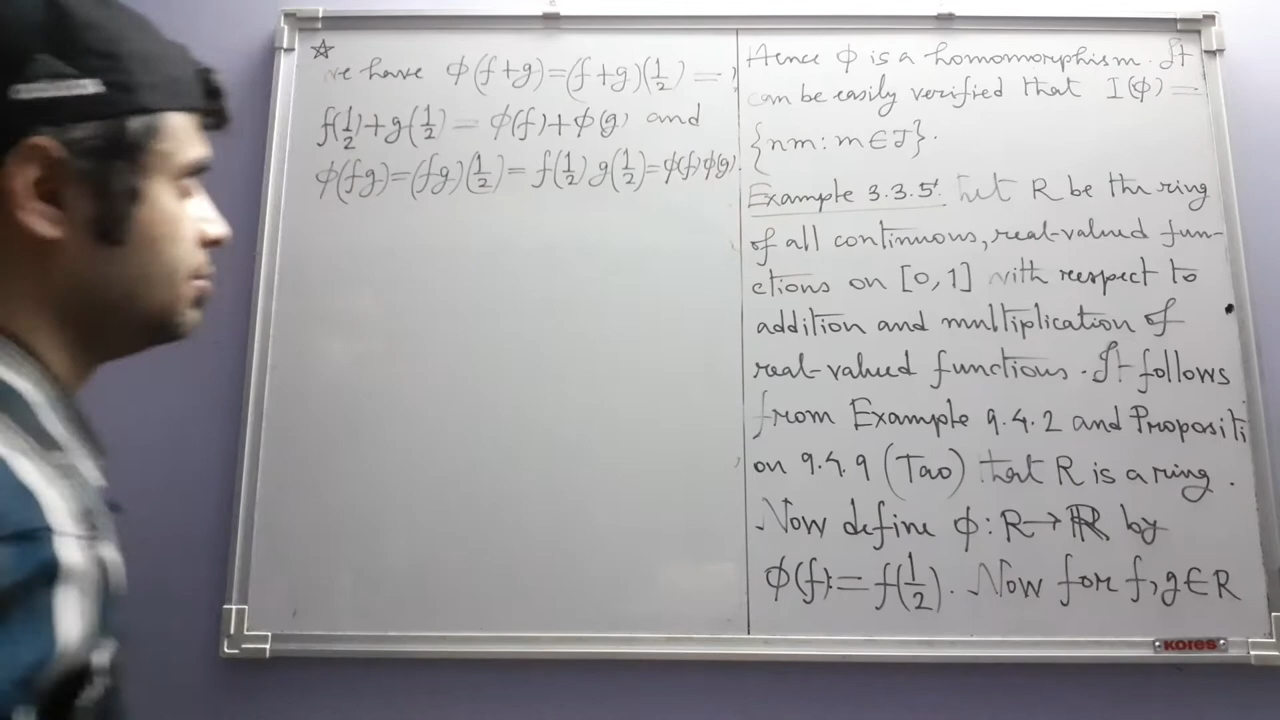 ☆
we have ϕ(f+g)=(f+g)(1/2)=
f(1/2)+g(1/2)=ϕ(f)+ϕ(g) and
ϕ(fg)=(fg)(1/2)=f(1/2)g(1/2)=ϕ(f)ϕ(g).
Hence ϕ is a homomorphism. It
can be easily verified that I(ϕ)=
{nm:m∈J}.
Example 3.3.5: Let R be the ring
of all continuous, real-valued fun-
ctions on [0,1] with respect to
addition and multiplication of
real-valued functions. It follows
from Example 9.4.2 and Propositi
on 9.4.9 (Tao) that R is a ring.
Now define ϕ:R→ℝ by
ϕ(f)=f(1/2). Now for f,g∈R
KORES